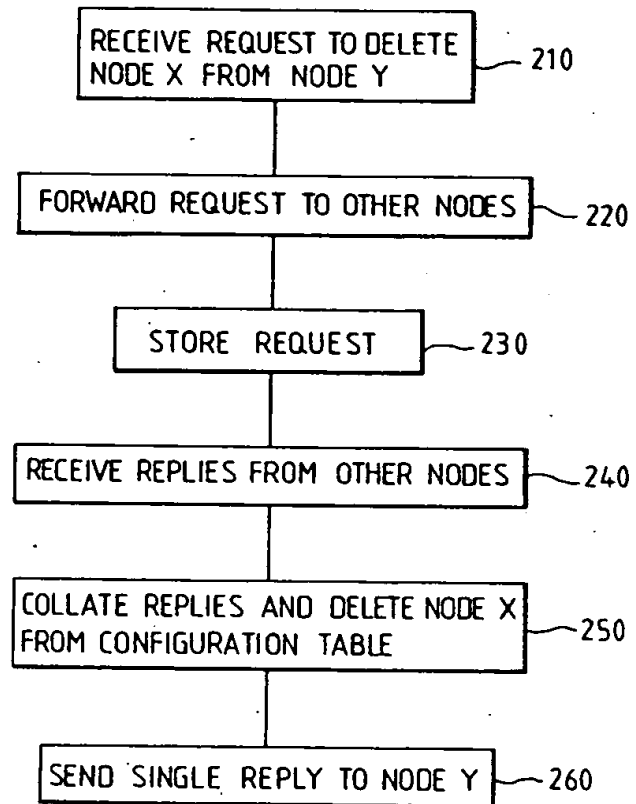 RECEIVE REQUEST TO DELETE
NODE X FROM NODE Y
210
FORWARD REQUEST TO OTHER NODES
220
STORE REQUEST
230
RECEIVE REPLIES FROM OTHER NODES
240
COLLATE REPLIES AND DELETE NODE X
FROM CONFIGURATION TABLE
250
SEND SINGLE REPLY TO NODE Y
260